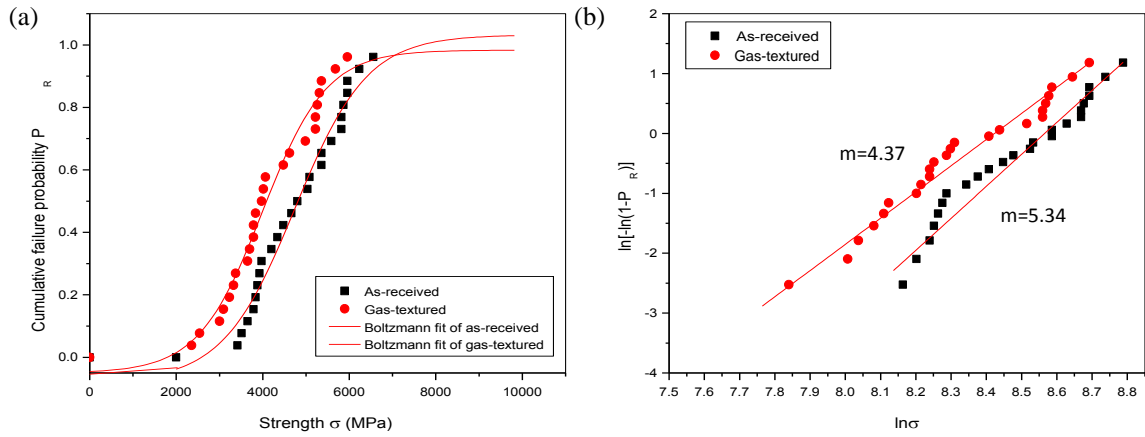 (a)
Cumulative failure probability P
R
1.0
0.8
0.6
0.4
0.2
0.0
As-received
Gas-textured
Boltzmann fit of as-received
Boltzmann fit of gas-textured
0 2000 4000 6000 8000 10000
Strength σ (MPa)
(b)
ln[-ln(1-P R)]
2
1
0
-1
-2
-3
-4
As-received
Gas-textured
m=4.37
m=5.34
7.5 7.6 7.7 7.8 7.9 8.0 8.1 8.2 8.3 8.4 8.5 8.6 8.7 8.8
lnσ